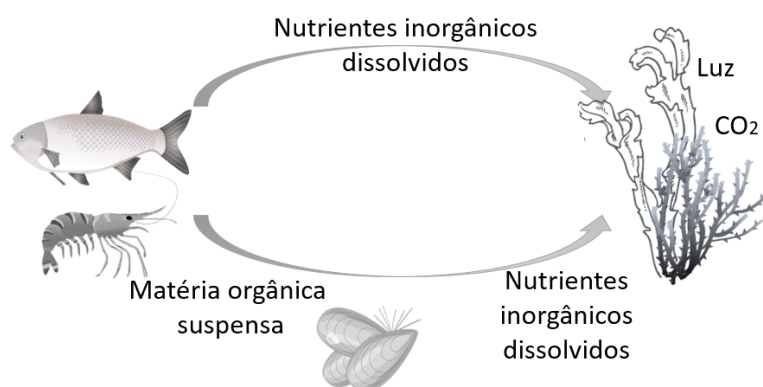 Nutrientes inorgânicos
dissolvidos
Luz
CO₂
Matéria orgânica
suspensa
Nutrientes
inorgânicos
dissolvidos